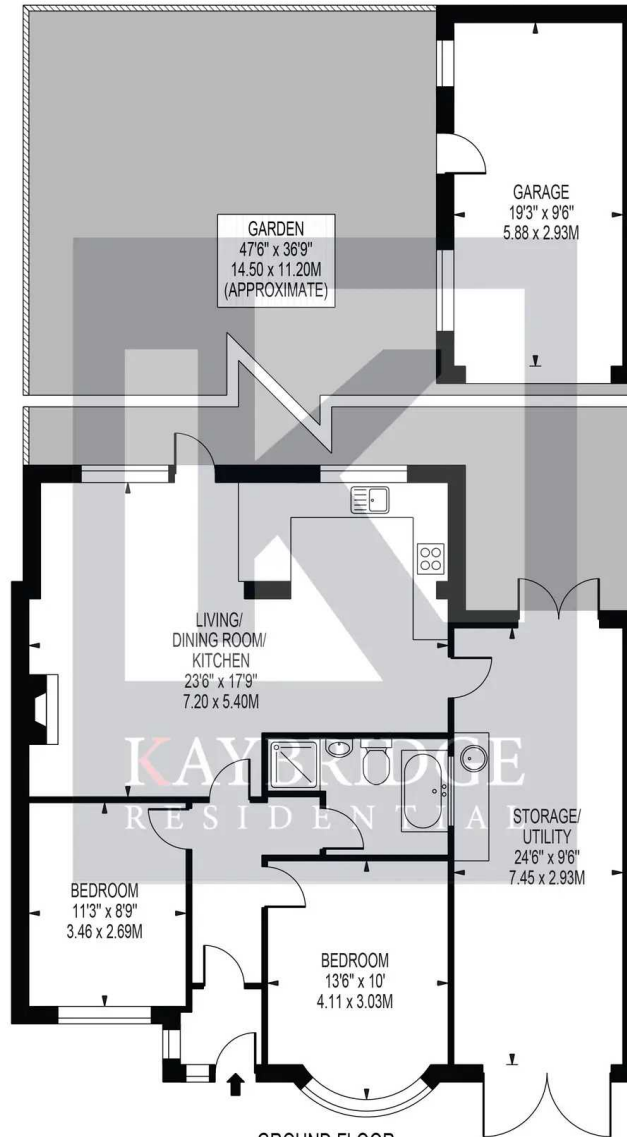 GARAGE
19'3" x 9'6"
5.88 x 2.93M
GARDEN
47'6" x 36'9"
14.50 x 11.20M
(APPROXIMATE)
LIVING/
DINING ROOM/
KITCHEN
23'6" x 17'9"
7.20 x 5.40M
KAYBRIDGE
RESIDENTIAL
STORAGE/
UTILITY
24'6" x 9'6"
7.45 x 2.93M
BEDROOM
11'3" x 8'9"
3.46 x 2.69M
BEDROOM
13'6" x 10'
4.11 x 3.03M
GROUND FLOOR